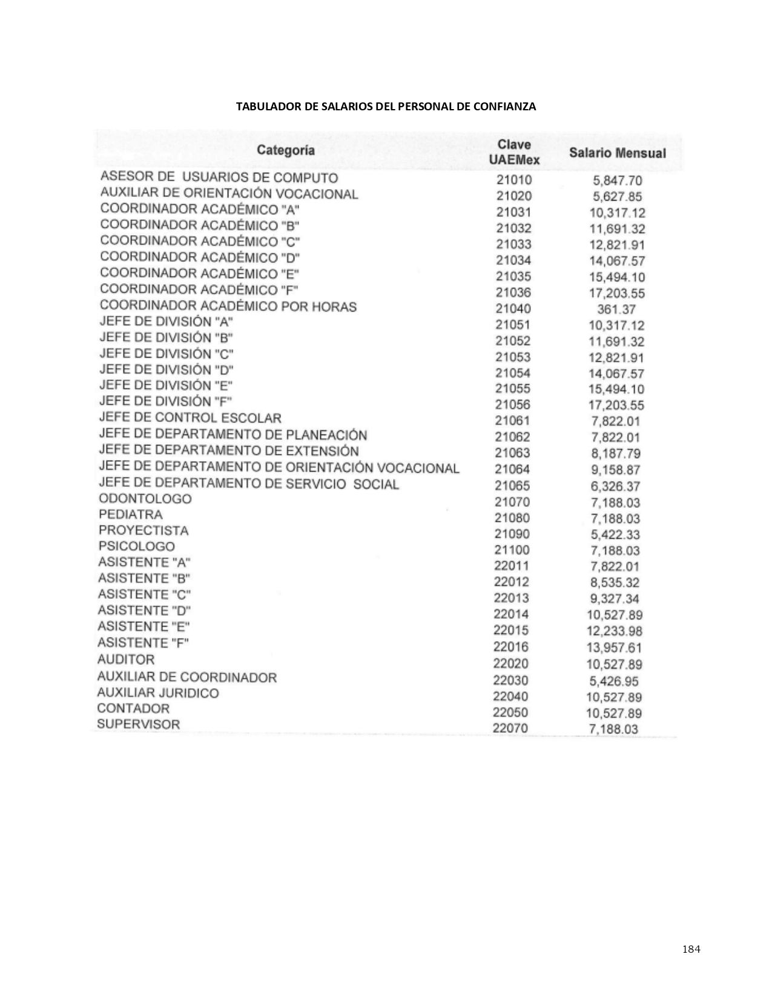 TABULADOR DE SALARIOS DEL PERSONAL DE CONFIANZA
Categoría Clave UAEMex Salario Mensual
ASESOR DE USUARIOS DE COMPUTO 21010 5,847.70
AUXILIAR DE ORIENTACIÓN VOCACIONAL 21020 5,627.85
COORDINADOR ACADÉMICO "A" 21031 10,317.12
COORDINADOR ACADÉMICO "B" 21032 11,691.32
COORDINADOR ACADÉMICO "C" 21033 12,821.91
COORDINADOR ACADÉMICO "D" 21034 14,067.57
COORDINADOR ACADÉMICO "E" 21035 15,494.10
COORDINADOR ACADÉMICO "F" 21036 17,203.55
COORDINADOR ACADÉMICO POR HORAS 21040 361.37
JEFE DE DIVISIÓN "A" 21051 10,317.12
JEFE DE DIVISIÓN "B" 21052 11,691.32
JEFE DE DIVISIÓN "C" 21053 12,821.91
JEFE DE DIVISIÓN "D" 21054 14,067.57
JEFE DE DIVISIÓN "E" 21055 15,494.10
JEFE DE DIVISIÓN "F" 21056 17,203.55
JEFE DE CONTROL ESCOLAR 21061 7,822.01
JEFE DE DEPARTAMENTO DE PLANEACIÓN 21062 7,822.01
JEFE DE DEPARTAMENTO DE EXTENSIÓN 21063 8,187.79
JEFE DE DEPARTAMENTO DE ORIENTACIÓN VOCACIONAL 21064 9,158.87
JEFE DE DEPARTAMENTO DE SERVICIO SOCIAL 21065 6,326.37
ODONTOLOGO 21070 7,188.03
PEDIATRA 21080 7,188.03
PROYECTISTA 21090 5,422.33
PSICOLOGO 21100 7,188.03
ASISTENTE "A" 22011 7,822.01
ASISTENTE "B" 22012 8,535.32
ASISTENTE "C" 22013 9,327.34
ASISTENTE "D" 22014 10,527.89
ASISTENTE "E" 22015 12,233.98
ASISTENTE "F" 22016 13,957.61
AUDITOR 22020 10,527.89
AUXILIAR DE COORDINADOR 22030 5,426.95
AUXILIAR JURIDICO 22040 10,527.89
CONTADOR 22050 10,527.89
SUPERVISOR 22070 7,188.03
184